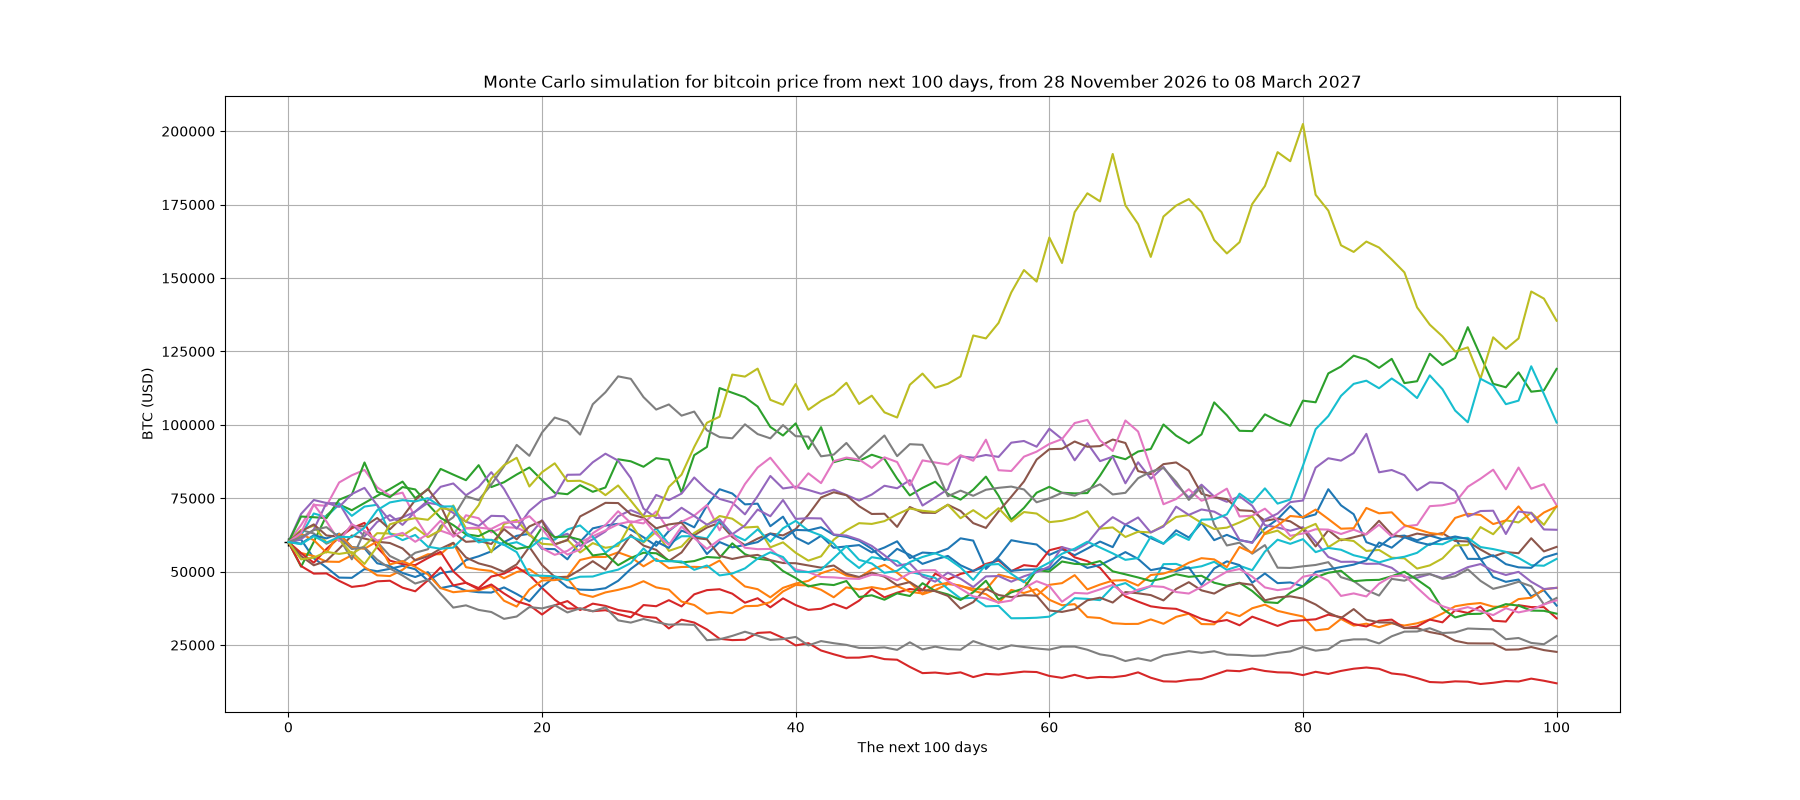 Monte Carlo simulation for bitcoin price from next 100 days, from 28 November 2026 to 08 March 2027
200000
175000
150000
125000
100000
75000
50000
25000
BTC (USD)
0 20 40 60 80 100
The next 100 days